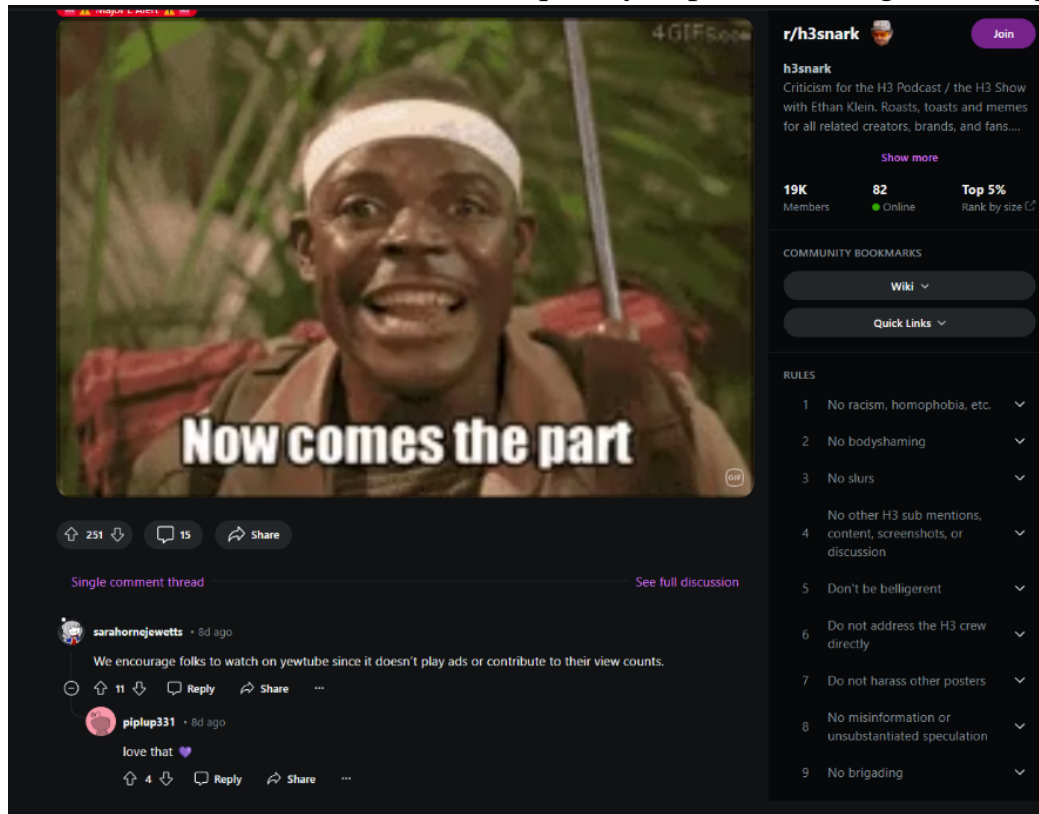 Major L Alert
4GIFs.com
Now comes the part
GIF
251
15
Share
Single comment thread
See full discussion
sarahornejewetts • 8d ago
We encourage folks to watch on yewtube since it doesn't play ads or contribute to their view counts.
11
Reply
Share
piplup331 • 8d ago
love that 💜
4
Reply
Share
r/h3snark
Join
h3snark
Criticism for the H3 Podcast / the H3 Show
with Ethan Klein. Roasts, toasts and memes
for all related creators, brands, and fans....
Show more
19K
Members
82
Online
Top 5%
Rank by size
COMMUNITY BOOKMARKS
Wiki
Quick Links
RULES
1 No racism, homophobia, etc.
2 No bodyshaming
3 No slurs
4 No other H3 sub mentions,
content, screenshots, or
discussion
5 Don't be belligerent
6 Do not address the H3 crew
directly
7 Do not harass other posters
8 No misinformation or
unsubstantiated speculation
9 No brigading